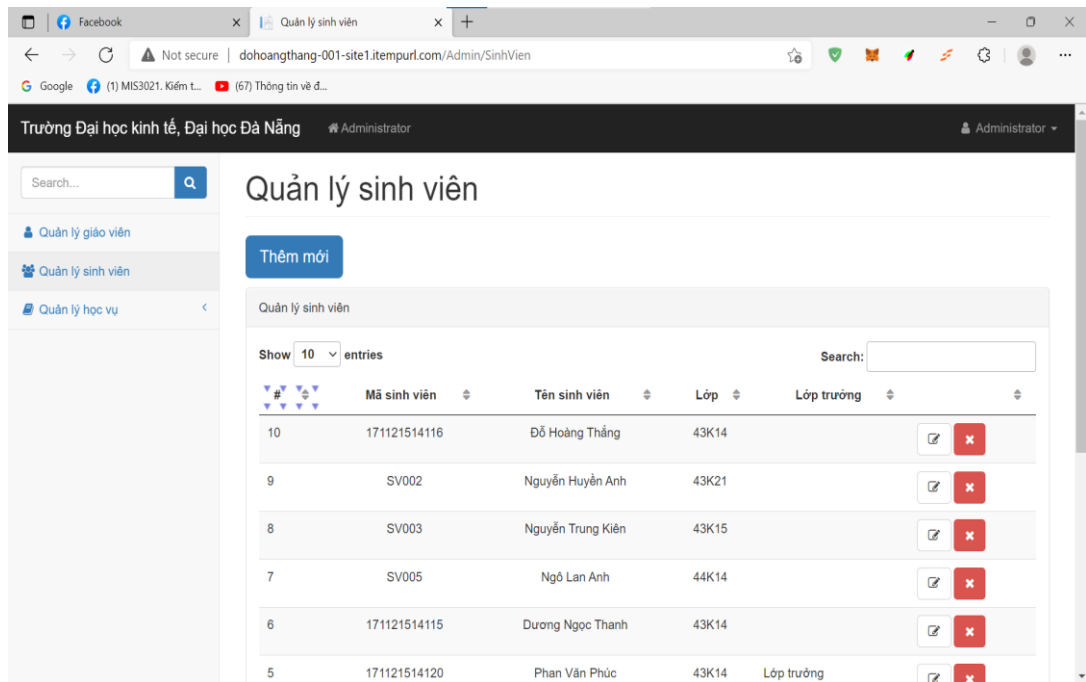 Facebook
Quản lý sinh viên
Not secure dohoangthang-001-site1.itempurl.com/Admin/SinhVien
Google (1) MIS3021. Kiểm t... (67) Thông tin về đ...
Trường Đại học kinh tế, Đại học Đà Nẵng Administrator Administrator
Search...
Quản lý giáo viên
Quản lý sinh viên
Quản lý học vụ
Quản lý sinh viên
Thêm mới
Quản lý sinh viên
Show 10 entries Search:
# Mã sinh viên Tên sinh viên Lớp Lớp trưởng
10 171121514116 Đỗ Hoàng Thắng 43K14
9 SV002 Nguyễn Huyền Anh 43K21
8 SV003 Nguyễn Trung Kiên 43K15
7 SV005 Ngô Lan Anh 44K14
6 171121514115 Dương Ngọc Thanh 43K14
5 171121514120 Phan Văn Phúc 43K14 Lớp trưởng